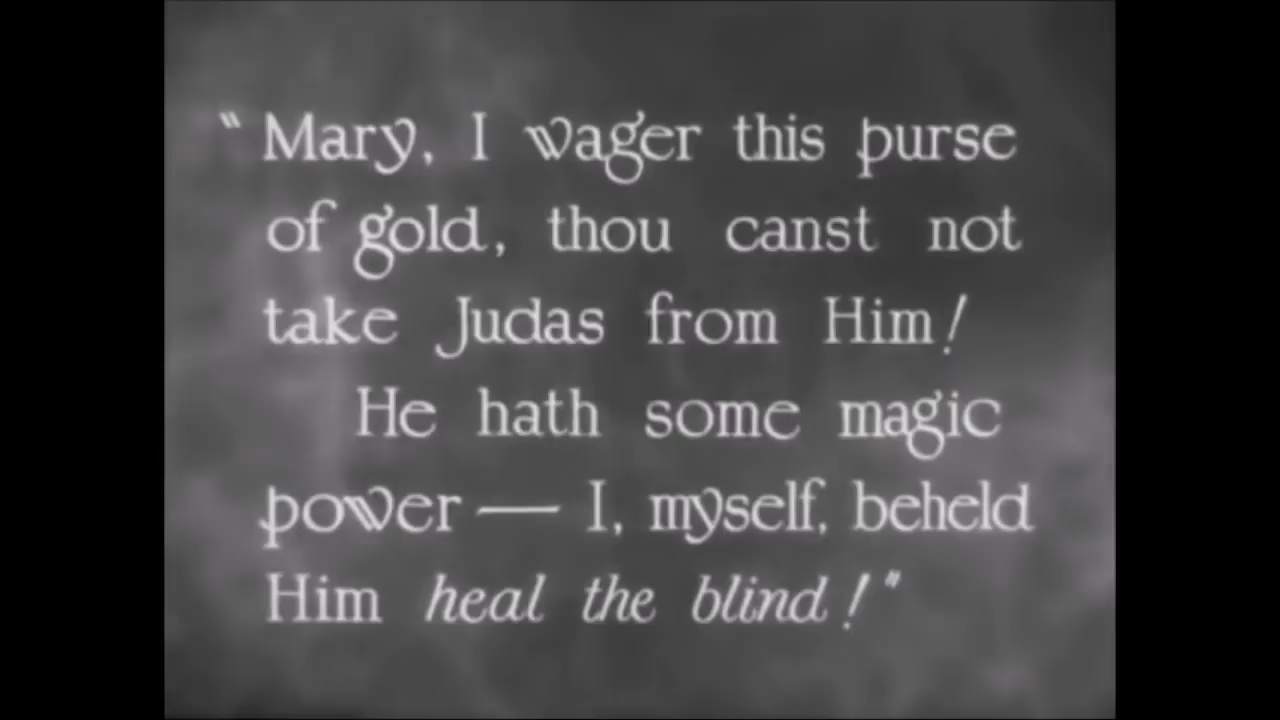 "Mary, I wager this purse
of gold, thou canst not
take Judas from Him!
He hath some magic
power — I, myself, beheld
Him heal the blind!"